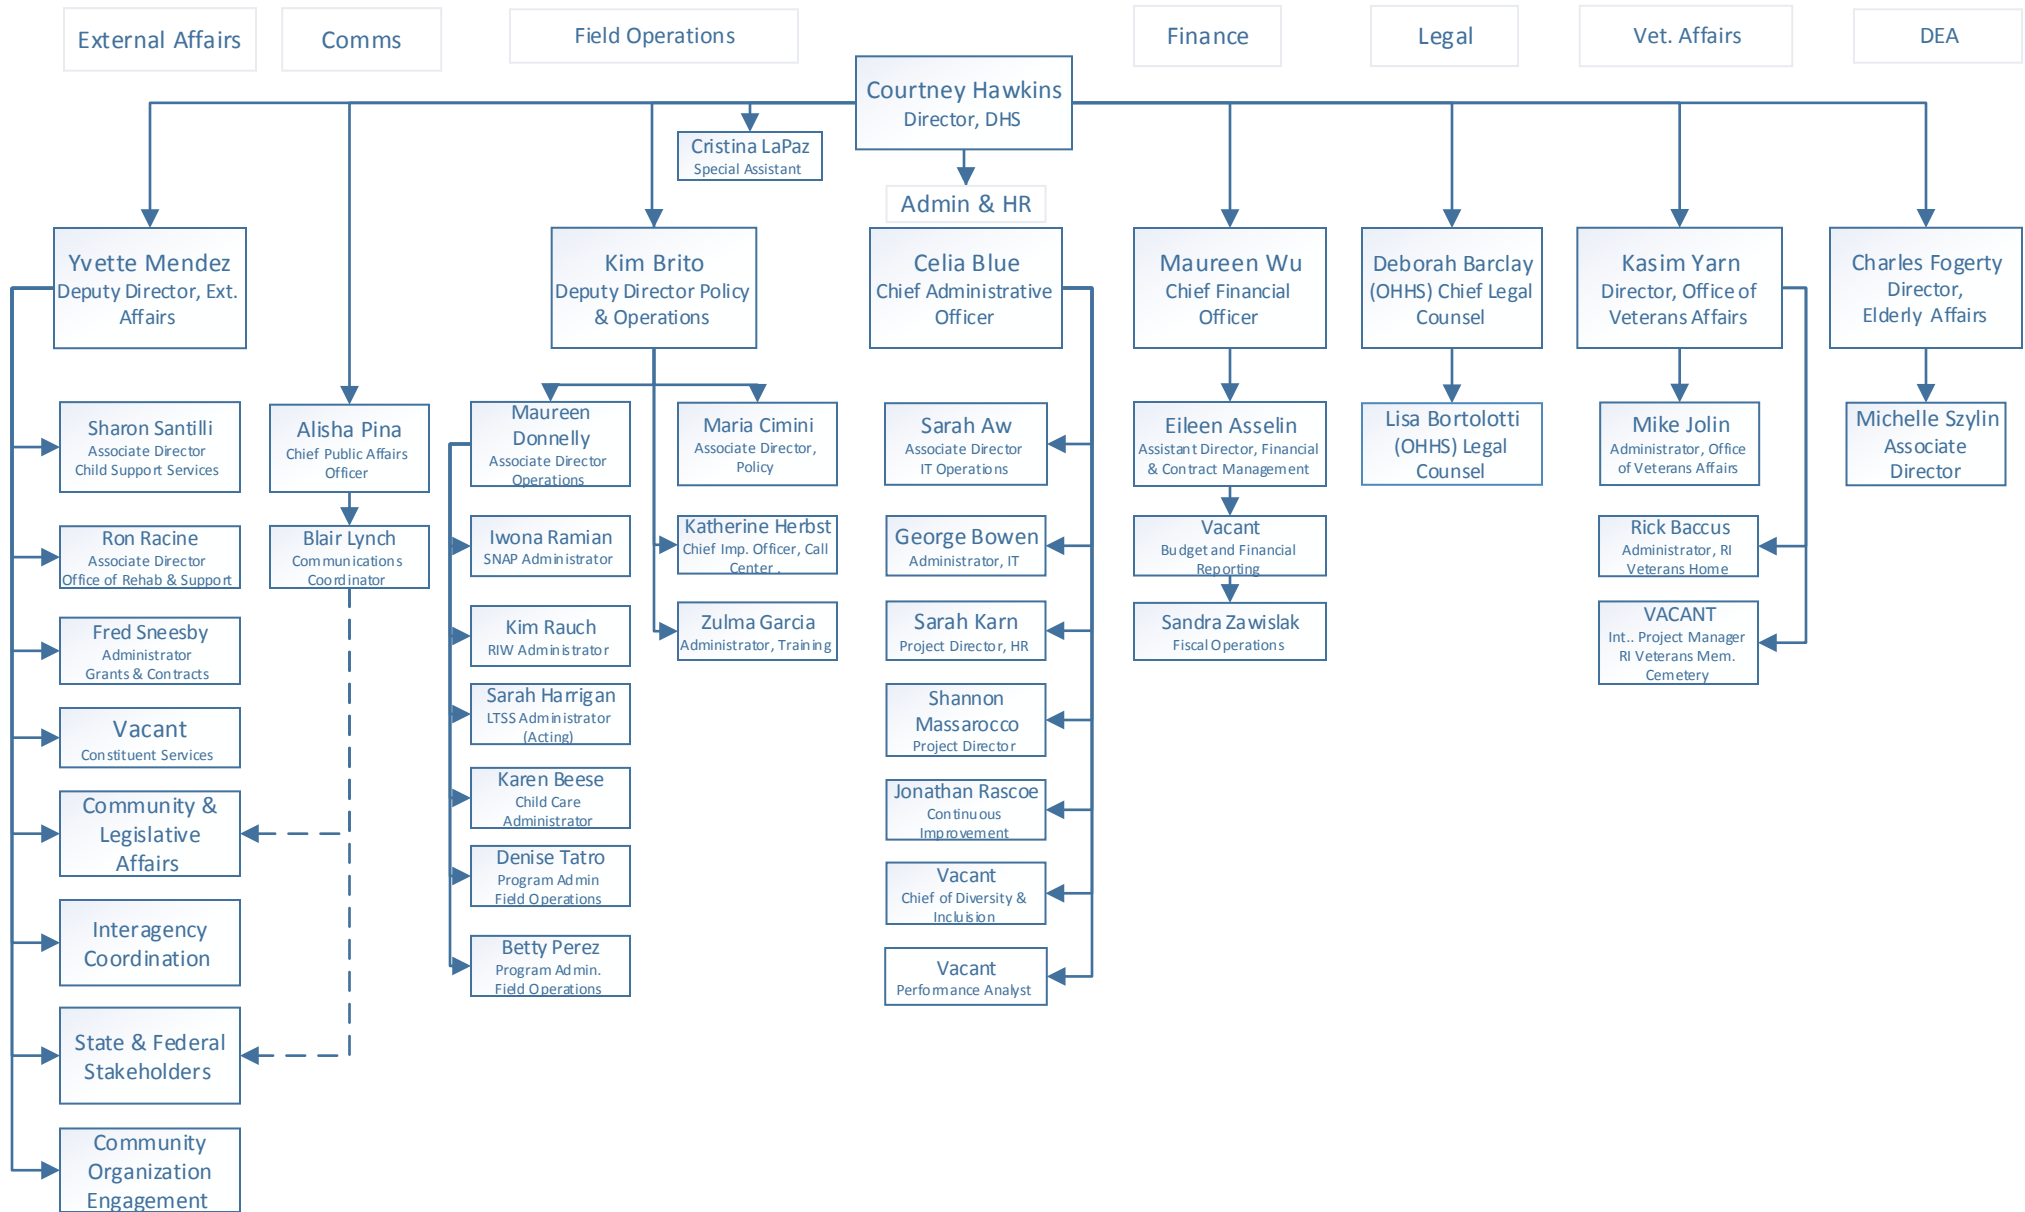 External Affairs
Comms
Field Operations
Finance
Legal
Vet. Affairs
DEA
Courtney Hawkins
Director, DHS
Cristina LaPaz
Special Assistant
Admin & HR
Yvette Mendez
Deputy Director, Ext.
Affairs
Kim Brito
Deputy Director Policy
& Operations
Celia Blue
Chief Administrative
Officer
Maureen Wu
Chief Financial
Officer
Deborah Barclay
(OHHS) Chief Legal
Counsel
Kasim Yarn
Director, Office of
Veterans Affairs
Charles Fogerty
Director,
Elderly Affairs
Sharon Santilli
Associate Director
Child Support Services
Ron Racine
Associate Director
Office of Rehab & Support
Fred Sneesby
Administrator
Grants & Contracts
Vacant
Constituent Services
Community &
Legislative
Affairs
Interagency
Coordination
State & Federal
Stakeholders
Community
Organization
Engagement
Alisha Pina
Chief Public Affairs
Officer
Blair Lynch
Communications
Coordinator
Maureen
Donnelly
Associate Director
Operations
Iwona Ramian
SNAP Administrator
Kim Rauch
RIW Administrator
Sarah Harrigan
LTSS Administrator
(Acting)
Karen Beese
Child Care
Administrator
Denise Tatro
Program Admin
Field Operations
Betty Perez
Program Admin.
Field Operations
Maria Cimini
Associate Director,
Policy
Katherine Herbst
Chief Imp. Officer, Call
Center .
Zulma Garcia
Administrator, Training
Sarah Aw
Associate Director
IT Operations
George Bowen
Administrator, IT
Sarah Karn
Project Director, HR
Shannon
Massarocco
Project Director
Jonathan Rascoe
Continuous
Improvement
Vacant
Chief of Diversity &
Incluision
Vacant
Performance Analyst
Eileen Asselin
Assistant Director, Financial
& Contract Management
Vacant
Budget and Financial
Reporting
Sandra Zawislak
Fiscal Operations
Lisa Bortolotti
(OHHS) Legal
Counsel
Mike Jolin
Administrator, Office
of Veterans Affairs
Rick Baccus
Administrator, RI
Veterans Home
VACANT
Int.. Project Manager
RI Veterans Mem.
Cemetery
Michelle Szylin
Associate
Director